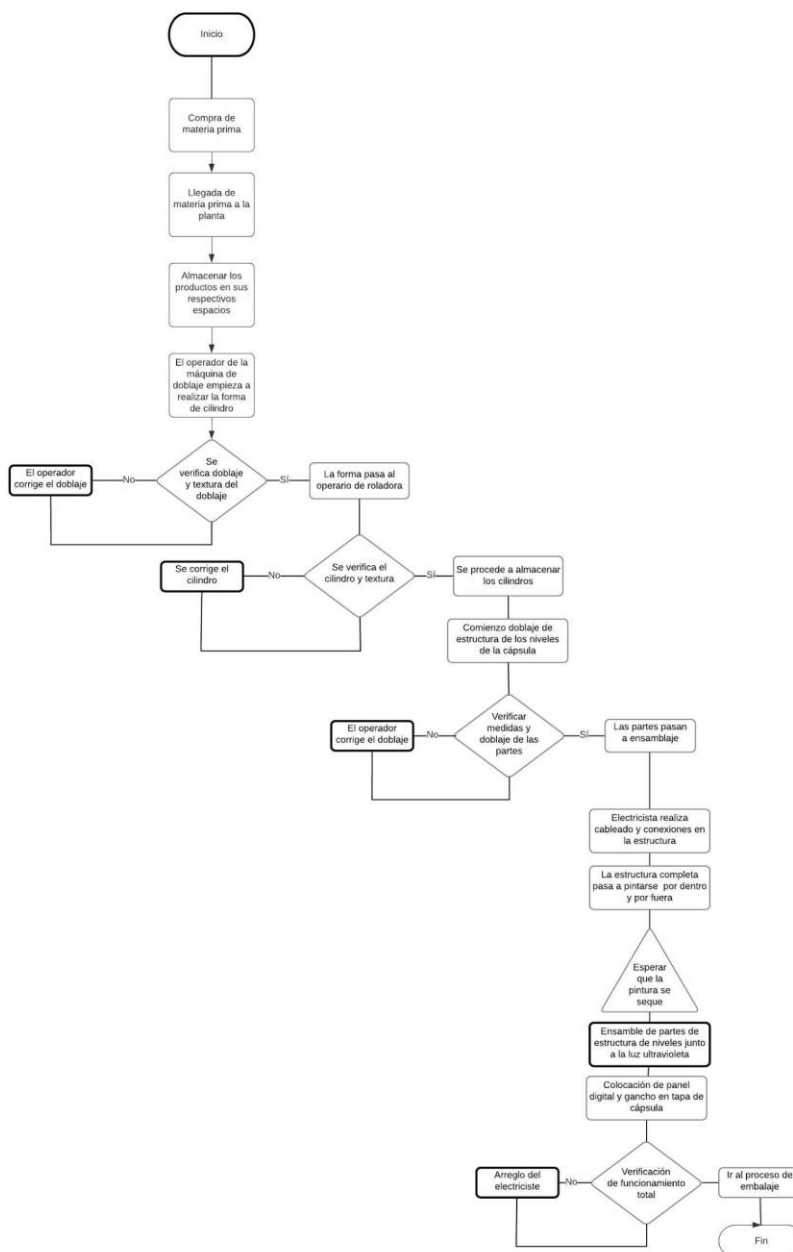 Inicio
Compra de
materia prima
Llegada de
materia prima a la
planta
Almacenar los
productos en sus
respectivos
espacios
El operador de la
máquina de
doblaje empieza a
realizar la forma
de cilindro
Se
verifica doblaje
y textura del
doblaje
No
El operador
corrige el doblaje
Sí
La forma pasa al
operario de roladora
Se verifica el
cilindro y textura
No
Se corrige el
cilindro
Sí
Se procede a almacenar
los cilindros
Comienzo doblaje de
estructura de los niveles
de la cápsula
Verificar
medidas y
doblaje de las
partes
No
El operador
corrige el doblaje
Sí
Las partes pasan
a ensamblaje
Electricista realiza
cableado y conexiones en
la estructura
La estructura completa
pasa a pintarse por dentro
y por fuera
Esperar
que la
pintura se
seque
Ensamble de partes de
estructura de niveles junto
a la luz ultravioleta
Colocación de panel
digital y gancho en tapa de
cápsula
Verificación
de funcionamiento
total
No
Arreglo del
electriciste
Ir al proceso de
embalaje
Fin